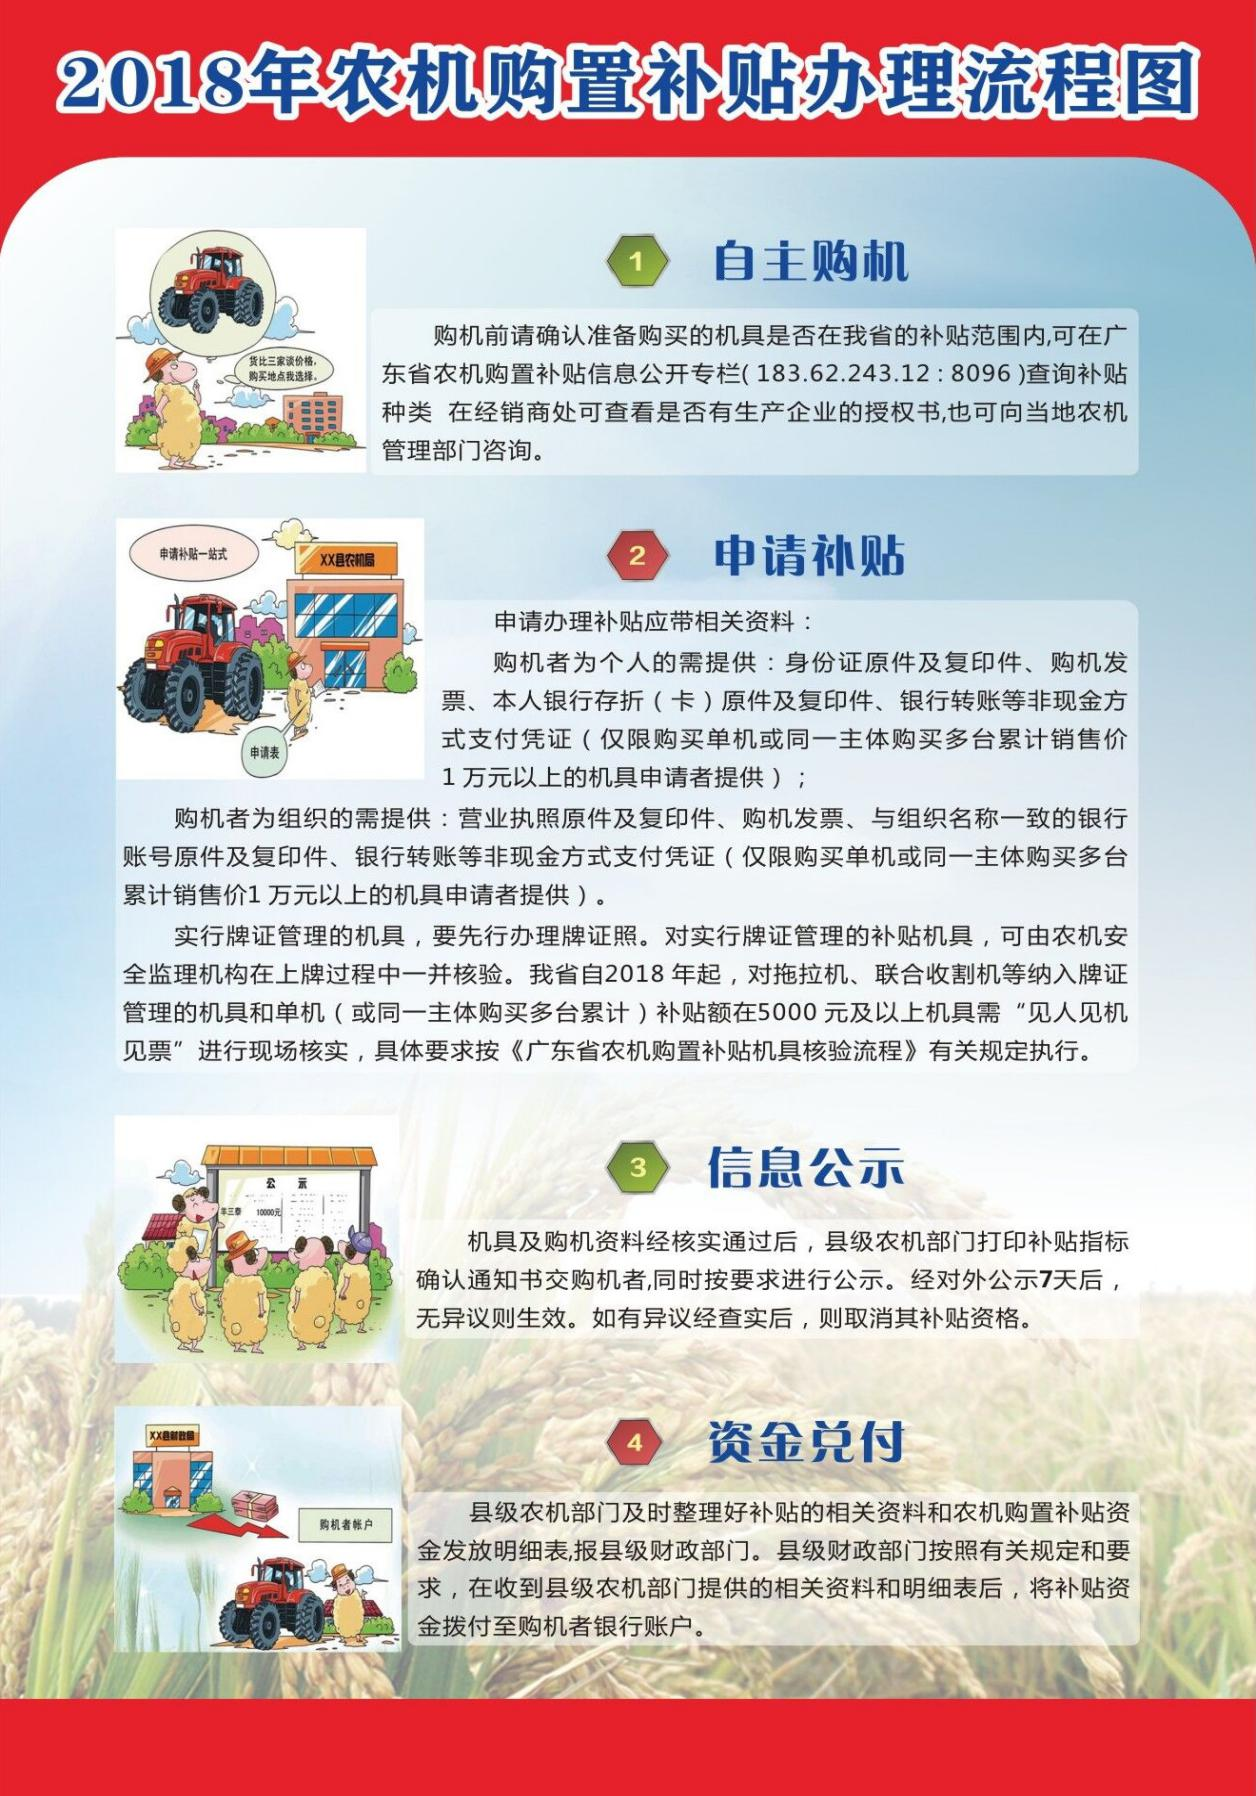 2018年农机购置补贴办理流程图
1 自主购机
货比三家谈价格，
购买地点我选择。
购机前请确认准备购买的机具是否在我省的补贴范围内,可在广
东省农机购置补贴信息公开专栏(183.62.243.12:8096)查询补贴
种类 在经销商处可查看是否有生产企业的授权书,也可向当地农机
管理部门咨询。
2 申请补贴
申请补贴一站式
XX县农机局
申请表
申请办理补贴应带相关资料：
购机者为个人的需提供：身份证原件及复印件、购机发
票、本人银行存折（卡）原件及复印件、银行转账等非现金方
式支付凭证（仅限购买单机或同一主体购买多台累计销售价
1万元以上的机具申请者提供）；
购机者为组织的需提供：营业执照原件及复印件、购机发票、与组织名称一致的银行
账号原件及复印件、银行转账等非现金方式支付凭证（仅限购买单机或同一主体购买多台
累计销售价1万元以上的机具申请者提供）。
实行牌证管理的机具，要先行办理牌证照。对实行牌证管理的补贴机具，可由农机安
全监理机构在上牌过程中一并核验。我省自2018年起，对拖拉机、联合收割机等纳入牌证
管理的机具和单机（或同一主体购买多台累计）补贴额在5000元及以上机具需“见人见机
见票”进行现场核实，具体要求按《广东省农机购置补贴机具核验流程》有关规定执行。
3 信息公示
公 示
羊三泰 10000元
机具及购机资料经核实通过后，县级农机部门打印补贴指标
确认通知书交购机者,同时按要求进行公示。经对外公示7天后，
无异议则生效。如有异议经查实后，则取消其补贴资格。
4 资金兑付
XX县财政局
购机者帐户
县级农机部门及时整理好补贴的相关资料和农机购置补贴资
金发放明细表,报县级财政部门。县级财政部门按照有关规定和要
求，在收到县级农机部门提供的相关资料和明细表后，将补贴资
金拨付至购机者银行账户。